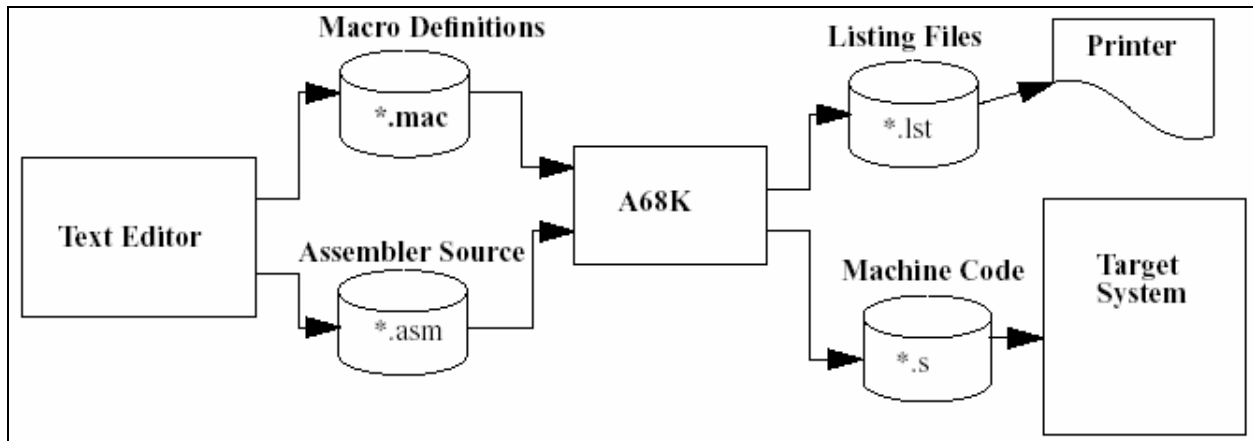 Macro Definitions
*.mac
Listing Files
*.lst
Printer
Text Editor
A68K
Assembler Source
*.asm
Machine Code
*.s
Target
System